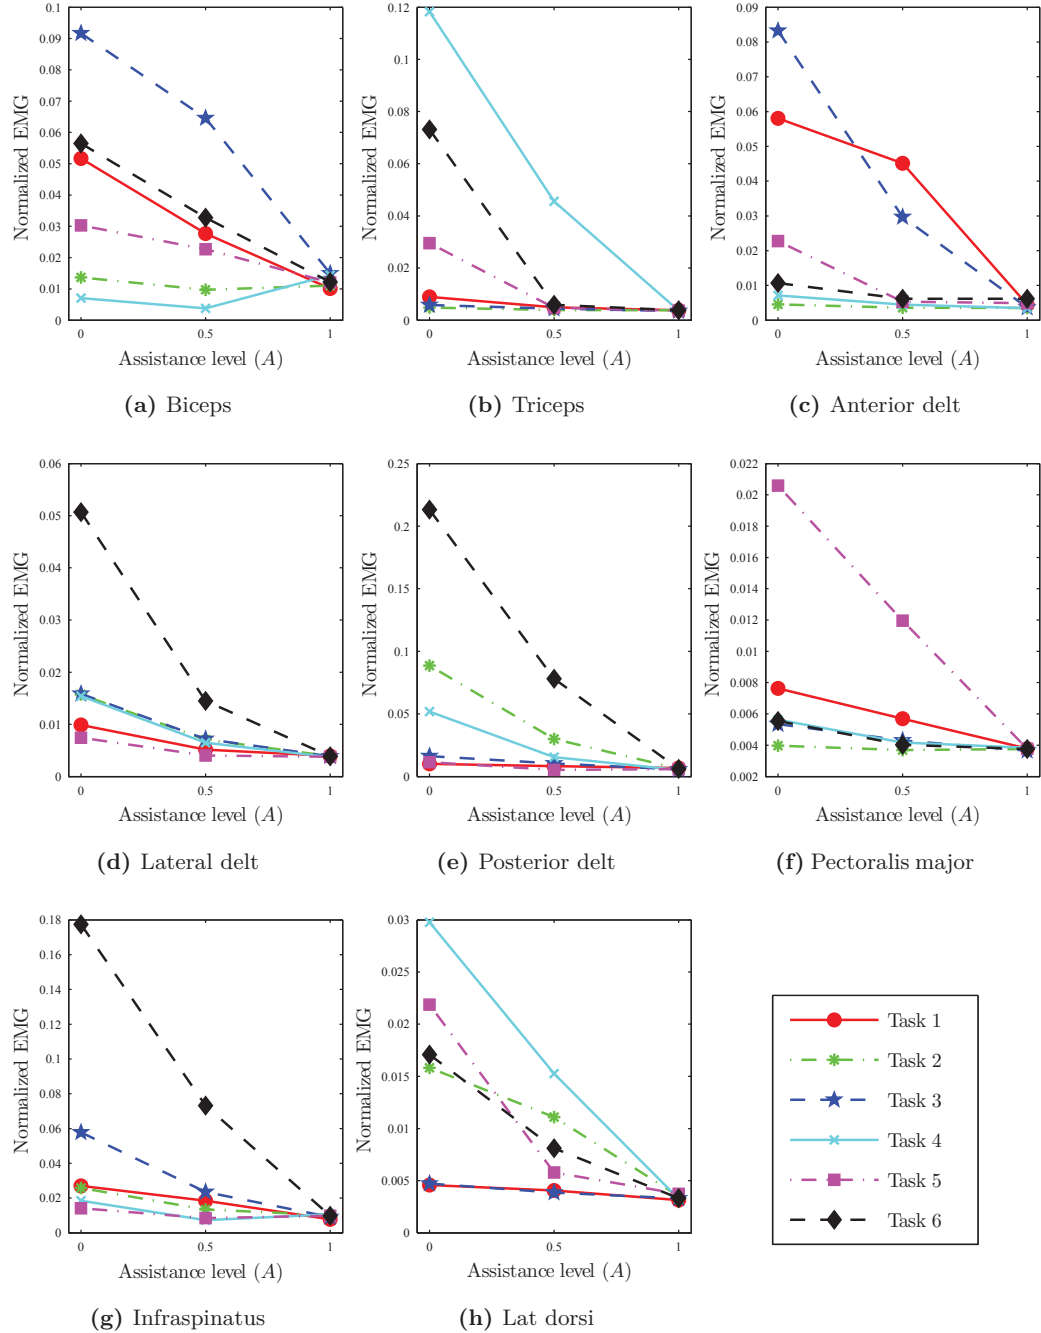 0.1
0.09
0.08
0.07
0.06
0.05
0.04
0.03
0.02
0.01
0
0 0.5 1
Normalized EMG
Assistance level (A)
(a) Biceps
0.12
0.1
0.08
0.06
0.04
0.02
0
0 0.5 1
Normalized EMG
Assistance level (A)
(b) Triceps
0.09
0.08
0.07
0.06
0.05
0.04
0.03
0.02
0.01
0
0 0.5 1
Normalized EMG
Assistance level (A)
(c) Anterior delt
0.06
0.05
0.04
0.03
0.02
0.01
0
0 0.5 1
Normalized EMG
Assistance level (A)
(d) Lateral delt
0.25
0.2
0.15
0.1
0.05
0
0 0.5 1
Normalized EMG
Assistance level (A)
(e) Posterior delt
0.022
0.02
0.018
0.016
0.014
0.012
0.01
0.008
0.006
0.004
0.002
0 0.5 1
Normalized EMG
Assistance level (A)
(f) Pectoralis major
0.18
0.16
0.14
0.12
0.1
0.08
0.06
0.04
0.02
0
0 0.5 1
Normalized EMG
Assistance level (A)
(g) Infraspinatus
0.03
0.025
0.02
0.015
0.01
0.005
0
0 0.5 1
Normalized EMG
Assistance level (A)
(h) Lat dorsi
Task 1
Task 2
Task 3
Task 4
Task 5
Task 6